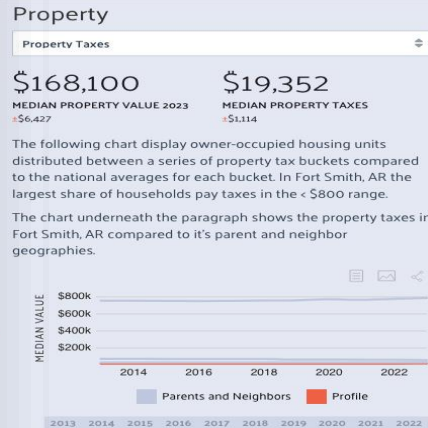 Property
Property Taxes
$168,100 $19,352
MEDIAN PROPERTY VALUE 2023 MEDIAN PROPERTY TAXES
±$6,427 ±$1,114
The following chart display owner-occupied housing units
distributed between a series of property tax buckets compared
to the national averages for each bucket. In Fort Smith, AR the
largest share of households pay taxes in the < $800 range.
The chart underneath the paragraph shows the property taxes in
Fort Smith, AR compared to it's parent and neighbor
geographies.
MEDIAN VALUE
$800k
$600k
$400k
$200k
2014 2016 2018 2020 2022
Parents and Neighbors Profile
2013 2014 2015 2016 2017 2018 2019 2020 2021 2022